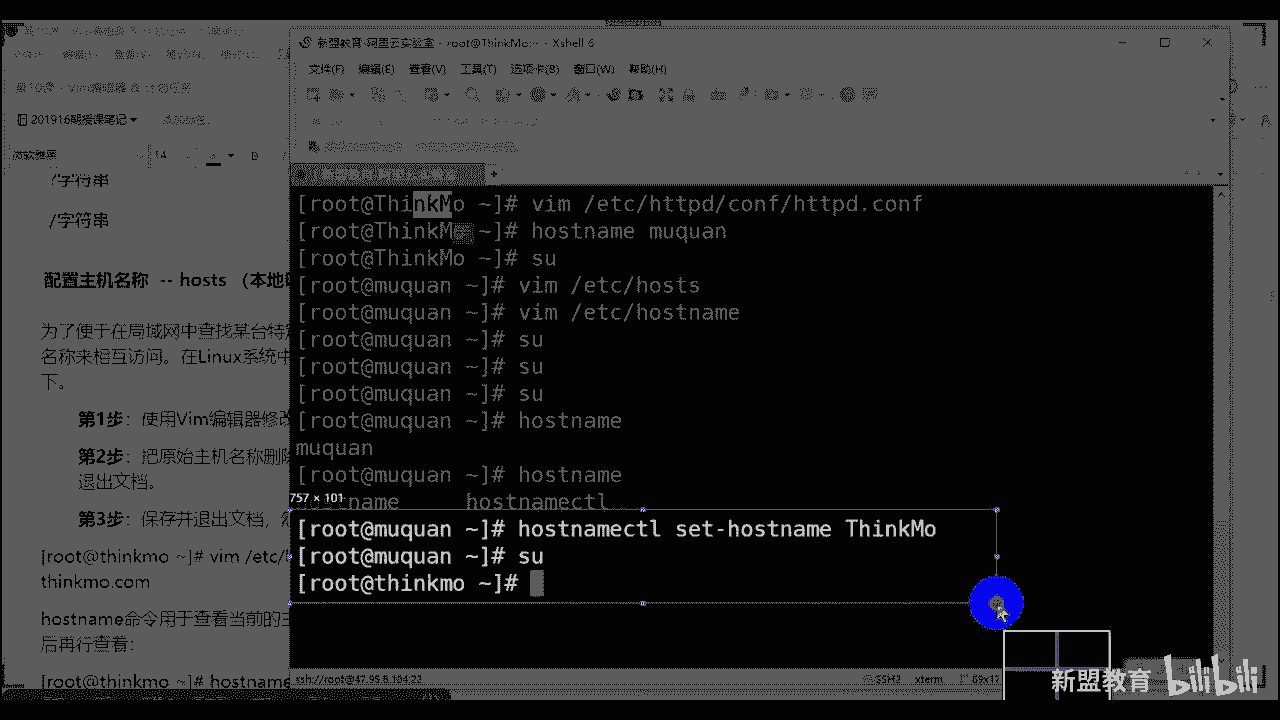 新盟教育-阿里云实验室 - root@ThinkMo:~ - Xshell 6
文件(F) 编辑(E) 查看(V) 工具(T) 选项卡(B) 窗口(W) 帮助(H)
201916期授课笔记
微软雅黑 14 B
/字符串
/字符串
配置主机名称 -- hosts （本地
为了便于在局域网中查找某台特定
名称来相互访问。在Linux系统中
下。
第1步：使用Vim编辑器修改
第2步：把原始主机名称删除
退出文档。
第3步：保存并退出文档，
[root@thinkmo ~]# vim /etc/
thinkmo.com
hostname命令用于查看当前的主
后再行查看：
[root@thinkmo ~]# hostname
[root@ThinkMo ~]# vim /etc/httpd/conf/httpd.conf
[root@ThinkMo ~]# hostname muquan
[root@ThinkMo ~]# su
[root@muquan ~]# vim /etc/hosts
[root@muquan ~]# vim /etc/hostname
[root@muquan ~]# su
[root@muquan ~]# su
[root@muquan ~]# su
[root@muquan ~]# hostname
muquan
[root@muquan ~]# hostname
hostname hostnamectl
757 × 101
[root@muquan ~]# hostnamectl set-hostname ThinkMo
[root@muquan ~]# su
[root@thinkmo ~]#
SSH2 xterm
新盟教育 bilibili